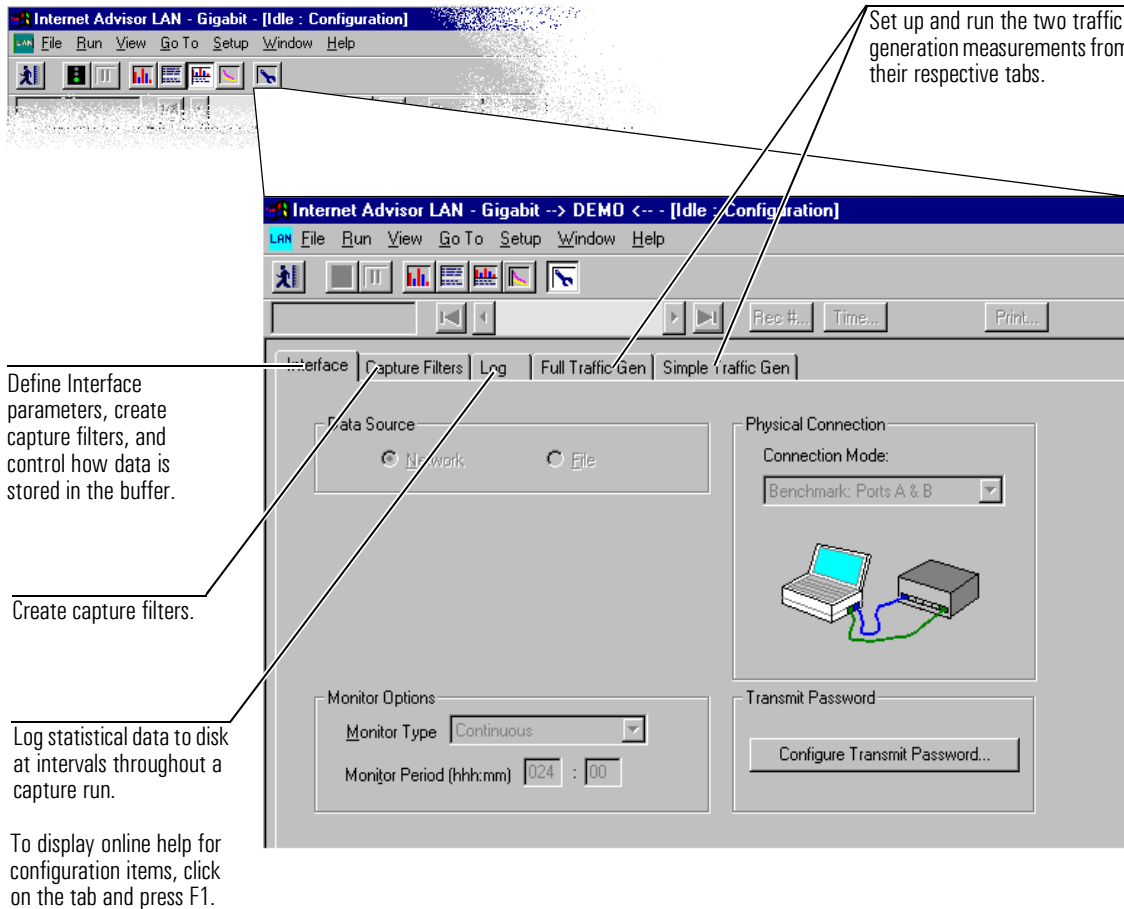 Internet Advisor LAN - Gigabit - [Idle : Configuration]
LAN File Run View Go To Setup Window Help
Set up and run the two traffic
generation measurements from
their respective tabs.
Internet Advisor LAN - Gigabit --> DEMO <-- - [Idle : Configuration]
LAN File Run View Go To Setup Window Help
Rec #... Time... Print...
Interface Capture Filters Log Full Traffic Gen Simple Traffic Gen
Define Interface
parameters, create
capture filters, and
control how data is
stored in the buffer.
Data Source
Network File
Physical Connection
Connection Mode:
Benchmark: Ports A & B
Create capture filters.
Monitor Options
Monitor Type Continuous
Monitor Period (hhh:mm) 024 : 00
Transmit Password
Configure Transmit Password...
Log statistical data to disk
at intervals throughout a
capture run.
To display online help for
configuration items, click
on the tab and press F1.